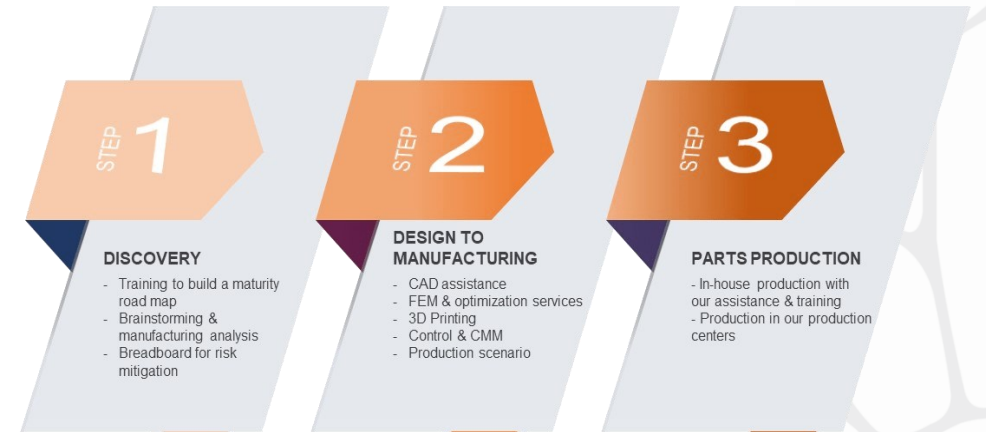 STEP 1
DISCOVERY
- Training to build a maturity
road map
- Brainstorming &
manufacturing analysis
- Breadboard for risk
mitigation
STEP 2
DESIGN TO
MANUFACTURING
- CAD assistance
- FEM & optimization services
- 3D Printing
- Control & CMM
- Production scenario
STEP 3
PARTS PRODUCTION
- In-house production with
our assistance & training
- Production in our production
centers